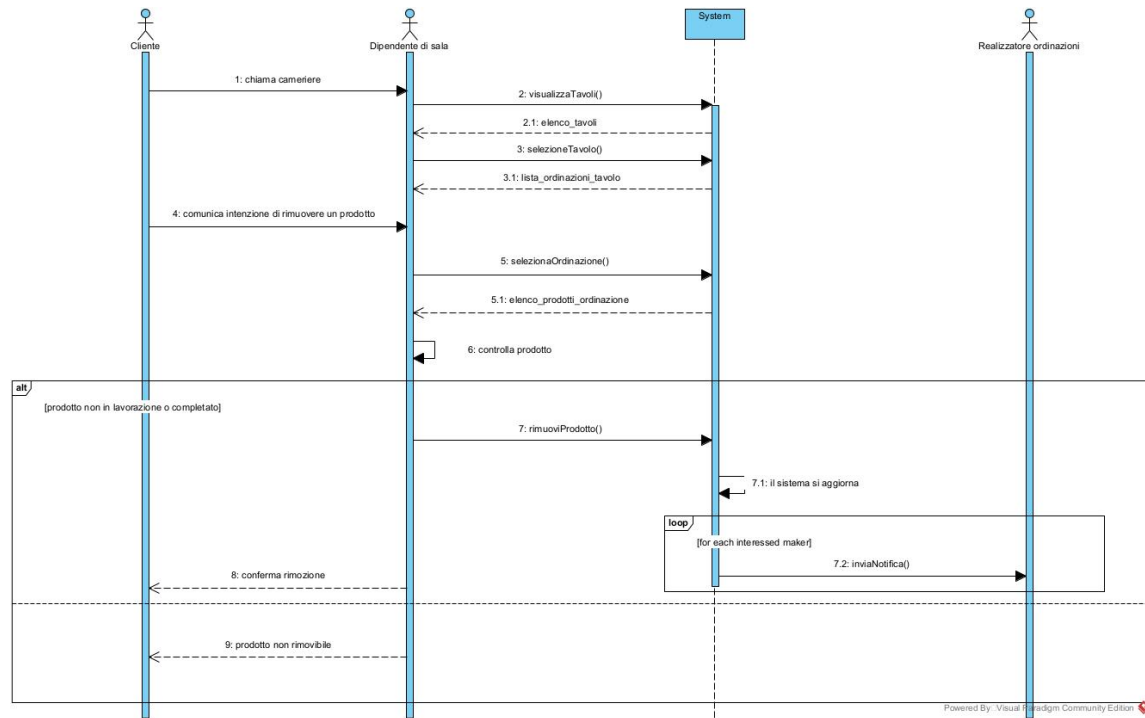 Cliente
Dipendente di sala
System
Realizzatore ordinazioni
1: chiama cameriere
2: visualizzaTavoli()
2.1: elenco_tavoli
3: selezioneTavolo()
3.1: lista_ordinazioni_tavolo
4: comunica intenzione di rimuovere un prodotto
5: selezionaOrdinazione()
5.1: elenco_prodotti_ordinazione
6: controlla prodotto
alt
[prodotto non in lavorazione o completato]
7: rimuoviProdotto()
7.1: il sistema si aggiorna
loop
[for each interessed maker]
7.2: inviaNotifica()
8: conferma rimozione
9: prodotto non rimovibile
Powered By: Visual Paradigm Community Edition